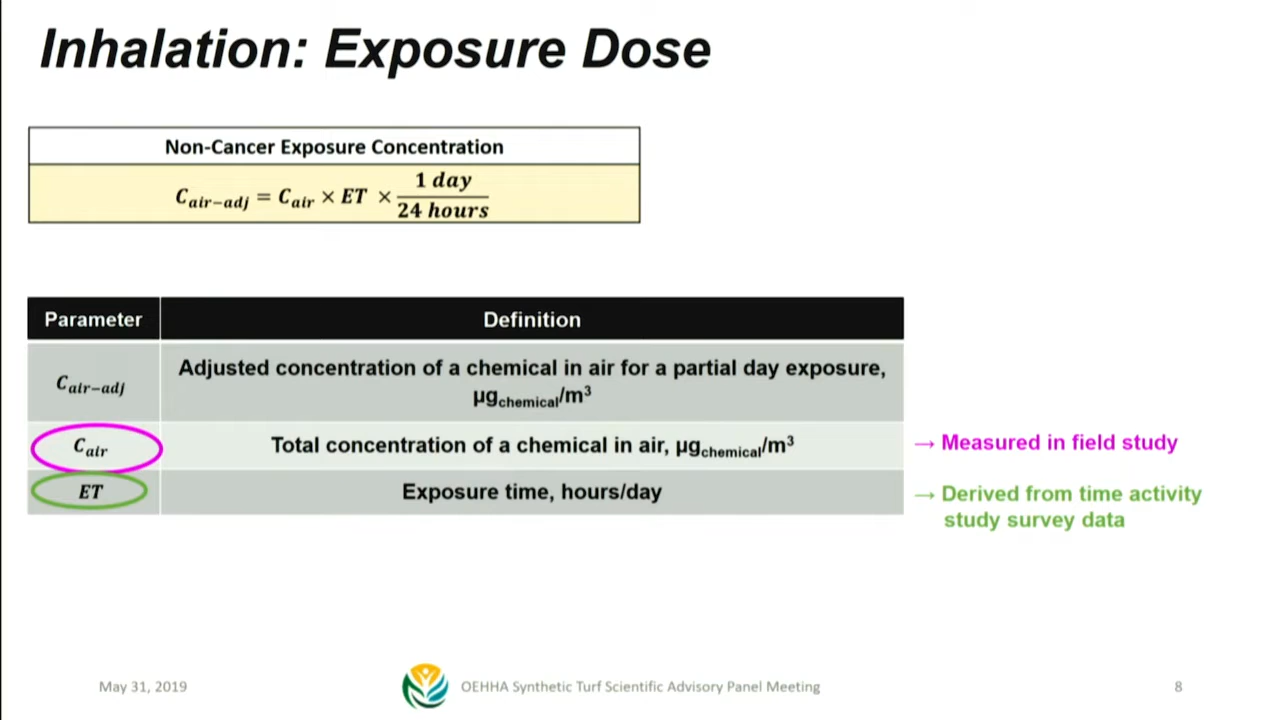 Inhalation: Exposure Dose
Non-Cancer Exposure Concentration
C_air−adj = C_air × ET × 1 day / 24 hours
Parameter Definition
C_air−adj Adjusted concentration of a chemical in air for a partial day exposure,
µg_chemical/m³
C_air Total concentration of a chemical in air, µg_chemical/m³ → Measured in field study
ET Exposure time, hours/day → Derived from time activity
study survey data
May 31, 2019 OEHHA Synthetic Turf Scientific Advisory Panel Meeting 8